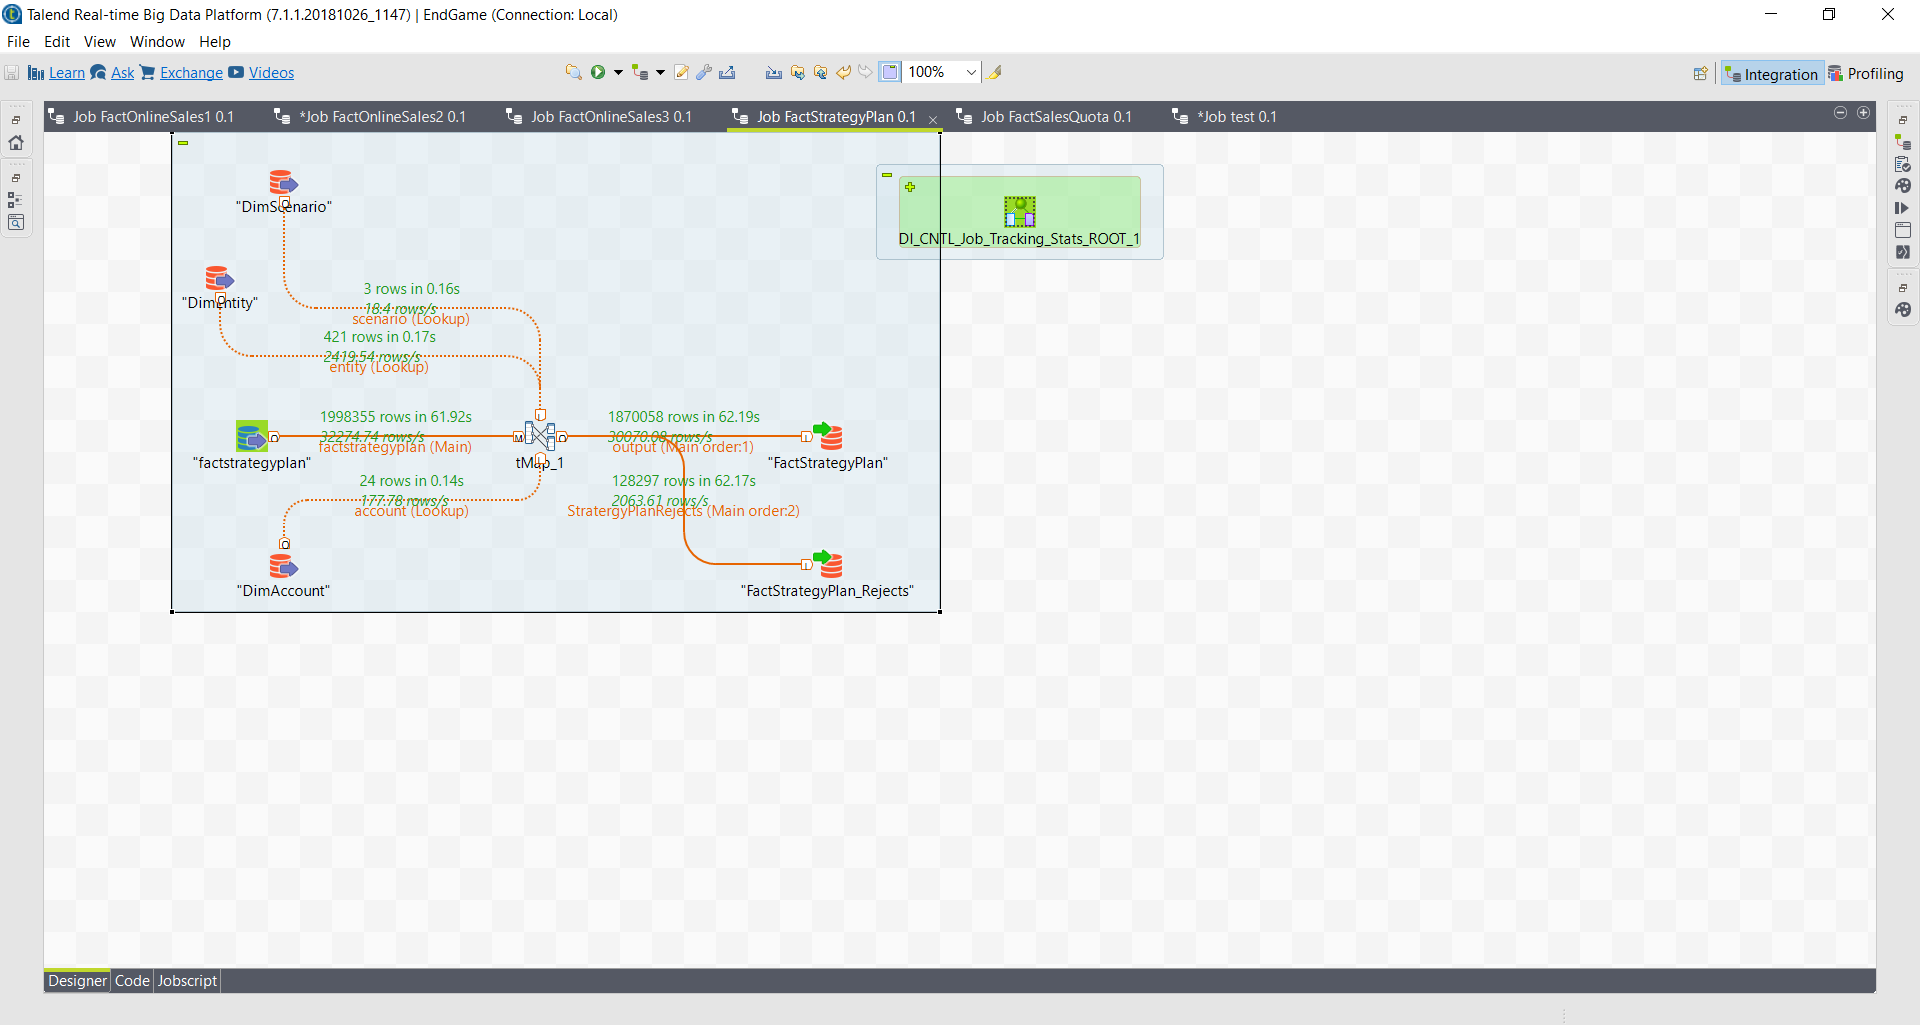 Talend Real-time Big Data Platform (7.1.1.20181026_1147) | EndGame (Connection: Local)
File Edit View Window Help
Learn Ask Exchange Videos 100% Integration Profiling
Job FactOnlineSales1 0.1 *Job FactOnlineSales2 0.1 Job FactOnlineSales3 0.1 Job FactStrategyPlan 0.1 Job FactSalesQuota 0.1 *Job test 0.1
"DimScenario"
DI_CNTL_Job_Tracking_Stats_ROOT_1
"DimEntity"
3 rows in 0.16s
18.4 rows/s
scenario (Lookup)
421 rows in 0.17s
2419.54 rows/s
entity (Lookup)
1998355 rows in 61.92s
32274.74 rows/s
factstrategyplan (Main)
1870058 rows in 62.19s
30070.08 rows/s
output (Main order:1)
"factstrategyplan"
tMap_1
"FactStrategyPlan"
24 rows in 0.14s
177.78 rows/s
account (Lookup)
128297 rows in 62.17s
2063.61 rows/s
StratergyPlanRejects (Main order:2)
"DimAccount"
"FactStrategyPlan_Rejects"
Designer Code Jobscript